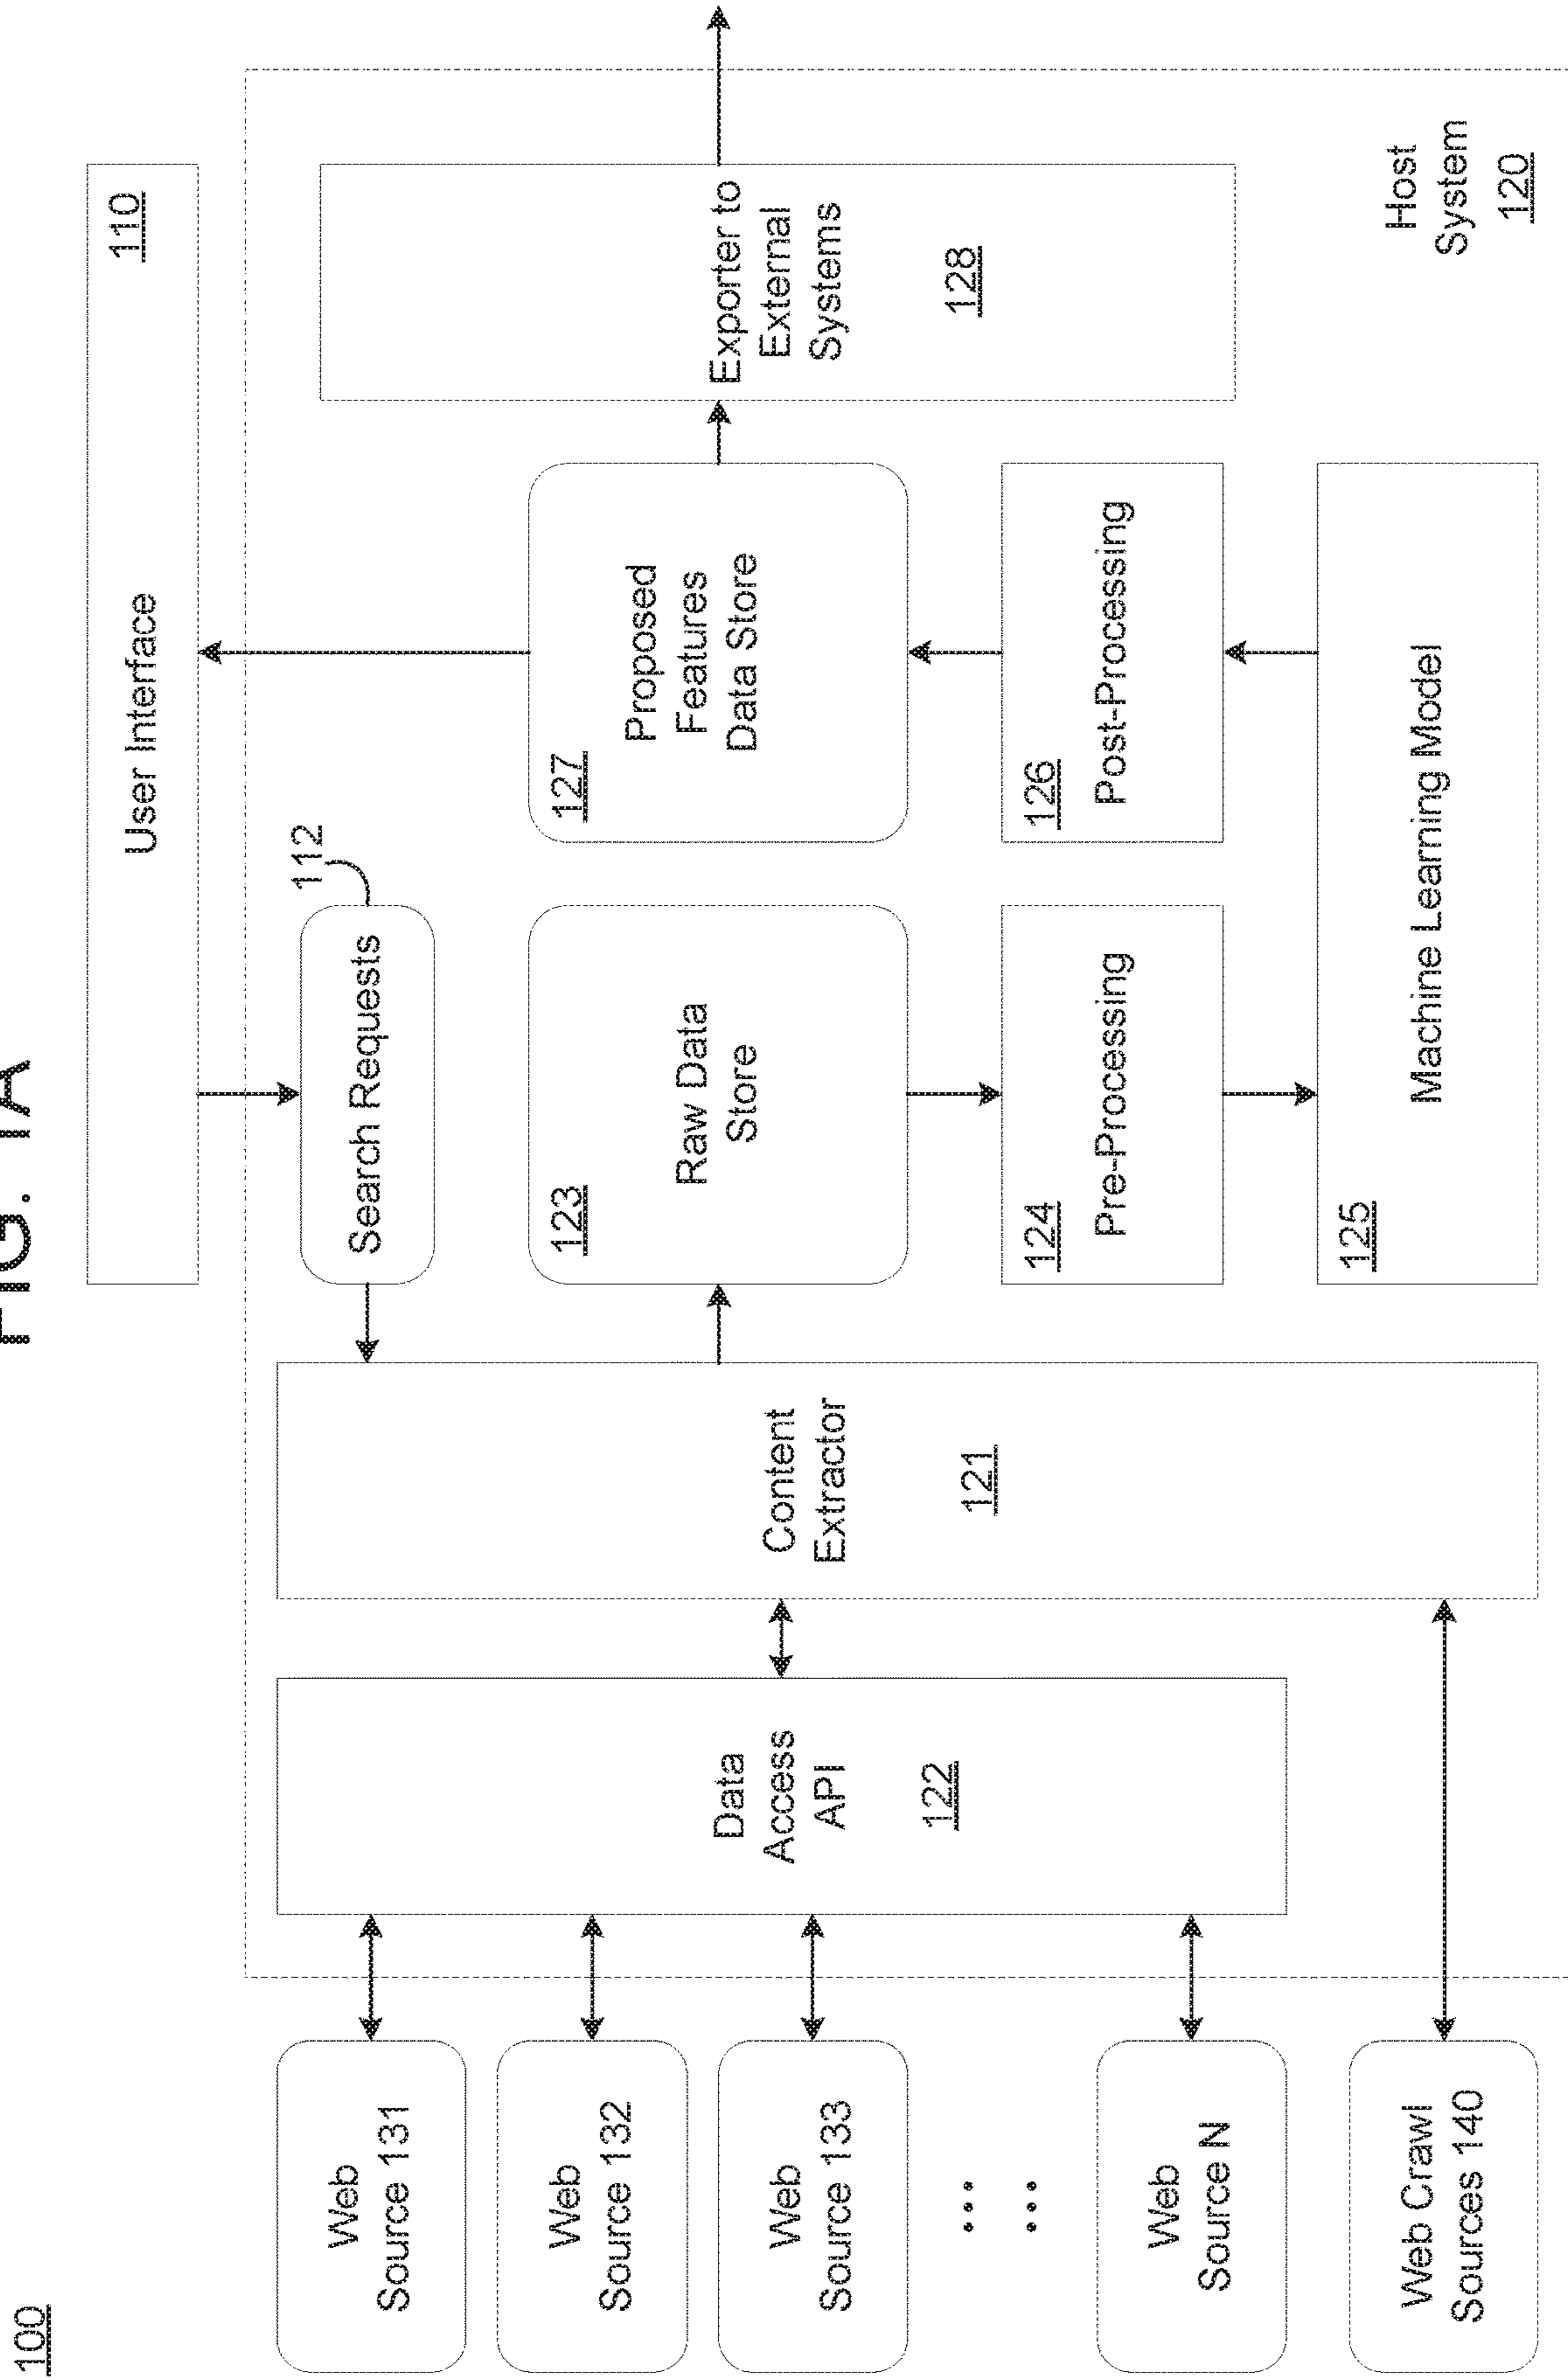 100
FIG. 1A
User Interface
110
Search Requests
112
Web
Source 131
Web
Source 132
Web
Source 133
Web
Source N
Web Crawl
Sources 140
Data
Access
API
122
Content
Extractor
121
123
Raw Data
Store
124
Pre-Processing
125
Machine Learning Model
126
Post-Processing
127
Proposed
Features
Data Store
Exporter to
External
Systems
128
Host
System
120